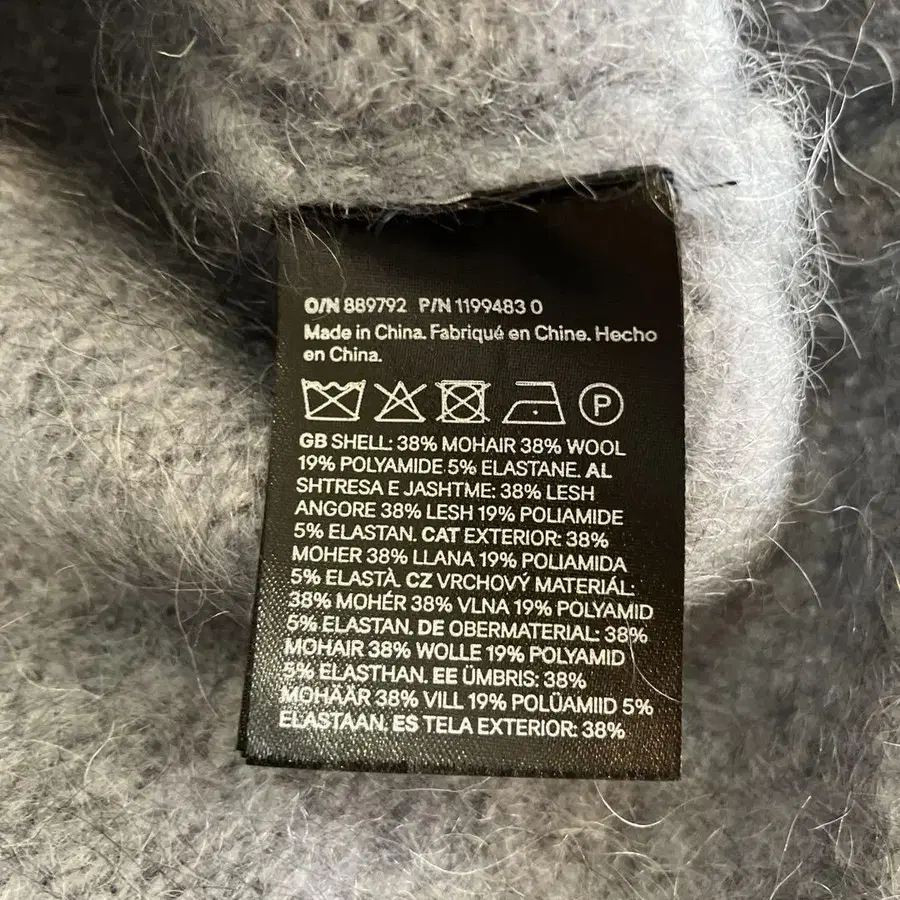 O/N 889792 P/N 1199483 0
Made in China. Fabriqué en Chine. Hecho
en China.
P
GB SHELL: 38% MOHAIR 38% WOOL
19% POLYAMIDE 5% ELASTANE. AL
SHTRESA E JASHTME: 38% LESH
ANGORE 38% LESH 19% POLIAMIDE
5% ELASTAN. CAT EXTERIOR: 38%
MOHER 38% LLANA 19% POLIAMIDA
5% ELASTÀ. CZ VRCHOVÝ MATERIÁL:
38% MOHÉR 38% VLNA 19% POLYAMID
5% ELASTAN. DE OBERMATERIAL: 38%
MOHAIR 38% WOLLE 19% POLYAMID
5% ELASTHAN. EE ÜMBRIS: 38%
MOHÄÄR 38% VILL 19% POLÜAMIID 5%
ELASTAAN. ES TELA EXTERIOR: 38%